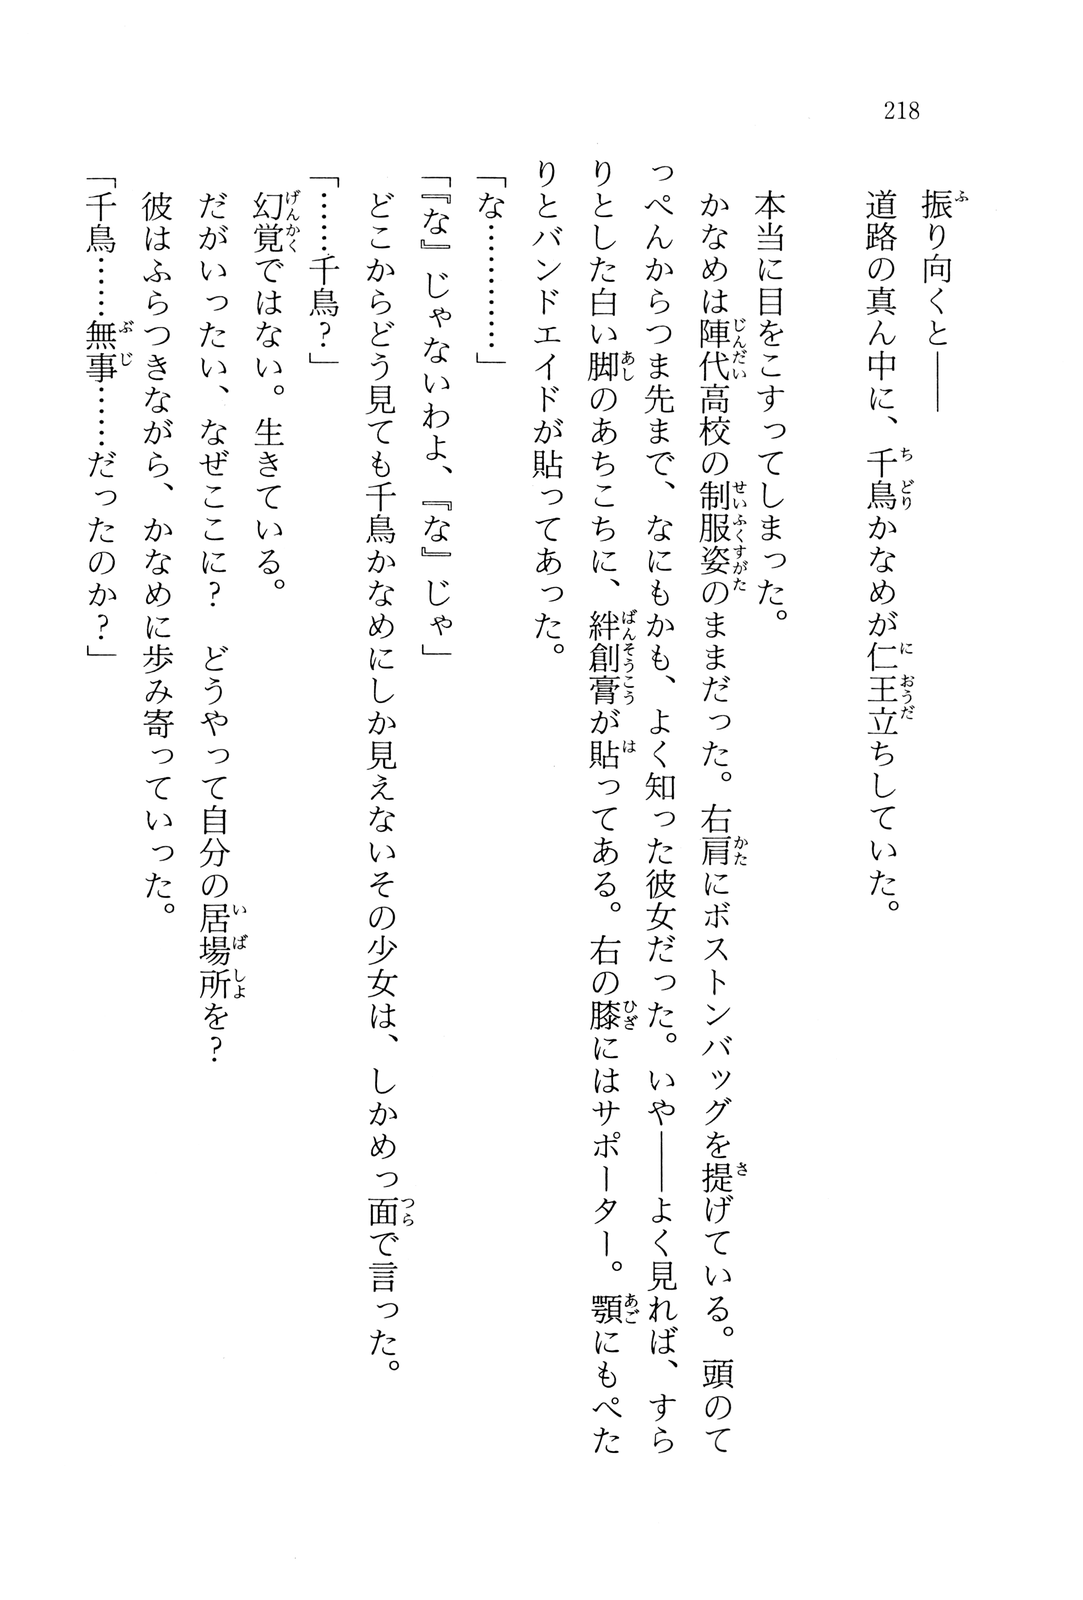 218
振り向くと――
道路の真ん中に、千鳥かなめが仁王立ちしていた。
本当に目をこすってしまった。
かなめは陣代高校の制服姿のままだった。右肩にボストンバッグを提げている。頭のて
っぺんからつま先まで、なにもかも、よく知った彼女だった。いや――よく見れば、すら
りとした白い脚のあちこちに、絆創膏が貼ってある。右の膝にはサポーター。顎にもぺた
りとバンドエイドが貼ってあった。
「な…………」
「『な』じゃないわよ、『な』じゃ」
どこからどう見ても千鳥かなめにしか見えないその少女は、しかめっ面で言った。
「……千鳥？」
幻覚ではない。生きている。
だがいったい、なぜここに？　どうやって自分の居場所を？
彼はふらつきながら、かなめに歩み寄っていった。
「千鳥……無事……だったのか？」